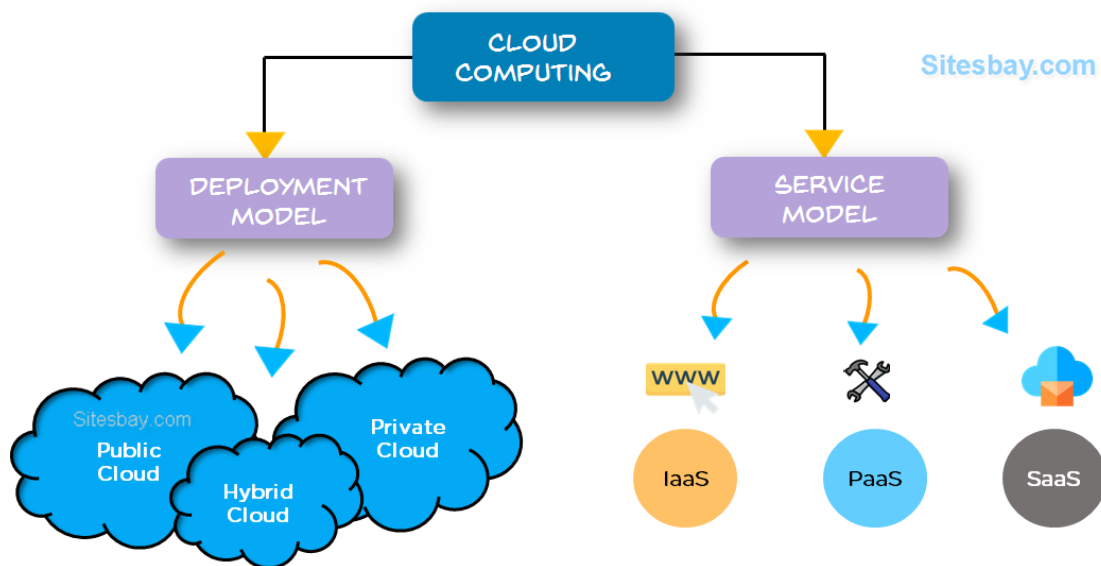 CLOUD
COMPUTING
Sitesbay.com
DEPLOYMENT
MODEL
SERVICE
MODEL
Sitesbay.com
Public
Cloud
Hybrid
Cloud
Private
Cloud
WWW
IaaS
PaaS
SaaS